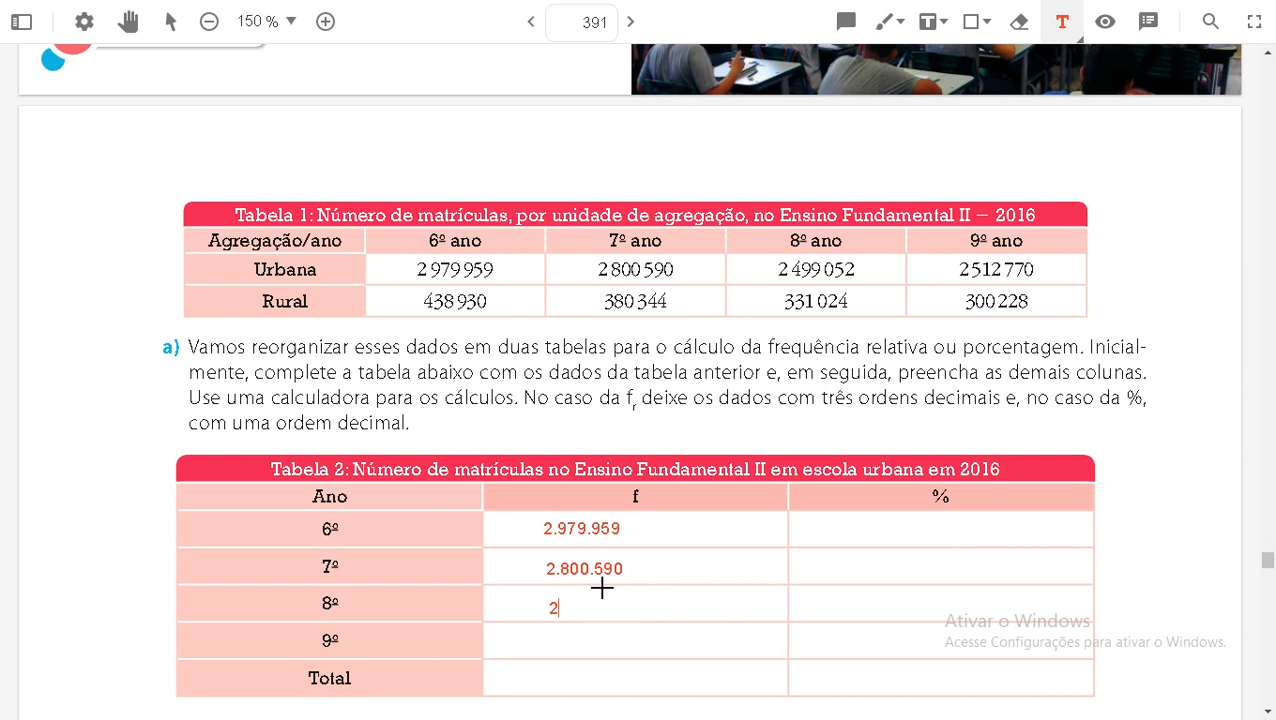 150 %
391
Tabela 1: Número de matrículas, por unidade de agregação, no Ensino Fundamental II – 2016
Agregação/ano 6º ano 7º ano 8º ano 9º ano
Urbana 2 979 959 2 800 590 2 499 052 2 512 770
Rural 438 930 380 344 331 024 300 228
a) Vamos reorganizar esses dados em duas tabelas para o cálculo da frequência relativa ou porcentagem. Inicial-
mente, complete a tabela abaixo com os dados da tabela anterior e, em seguida, preencha as demais colunas.
Use uma calculadora para os cálculos. No caso da fr deixe os dados com três ordens decimais e, no caso da %,
com uma ordem decimal.
Tabela 2: Número de matrículas no Ensino Fundamental II em escola urbana em 2016
Ano f %
6º 2.979.959
7º 2.800.590
8º 2
9º
Total
Ativar o Windows
Acesse Configurações para ativar o Windows.